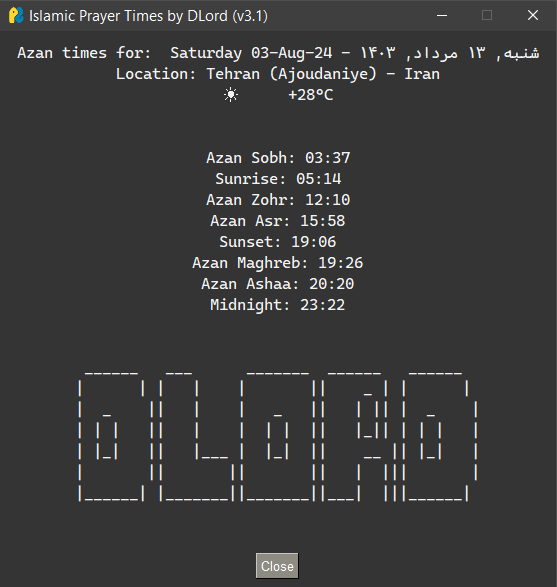 Islamic Prayer Times by DLord (v3.1)
Azan times for:  Saturday 03-Aug-24 - شنبه, ۱۳ مرداد, ۱۴۰۳
Location: Tehran (Ajoudaniye) - Iran
☀ +28°C
Azan Sobh: 03:37
Sunrise: 05:14
Azan Zohr: 12:10
Azan Asr: 15:58
Sunset: 19:06
Azan Maghreb: 19:26
Azan Ashaa: 20:20
Midnight: 23:22
DLORD
Close